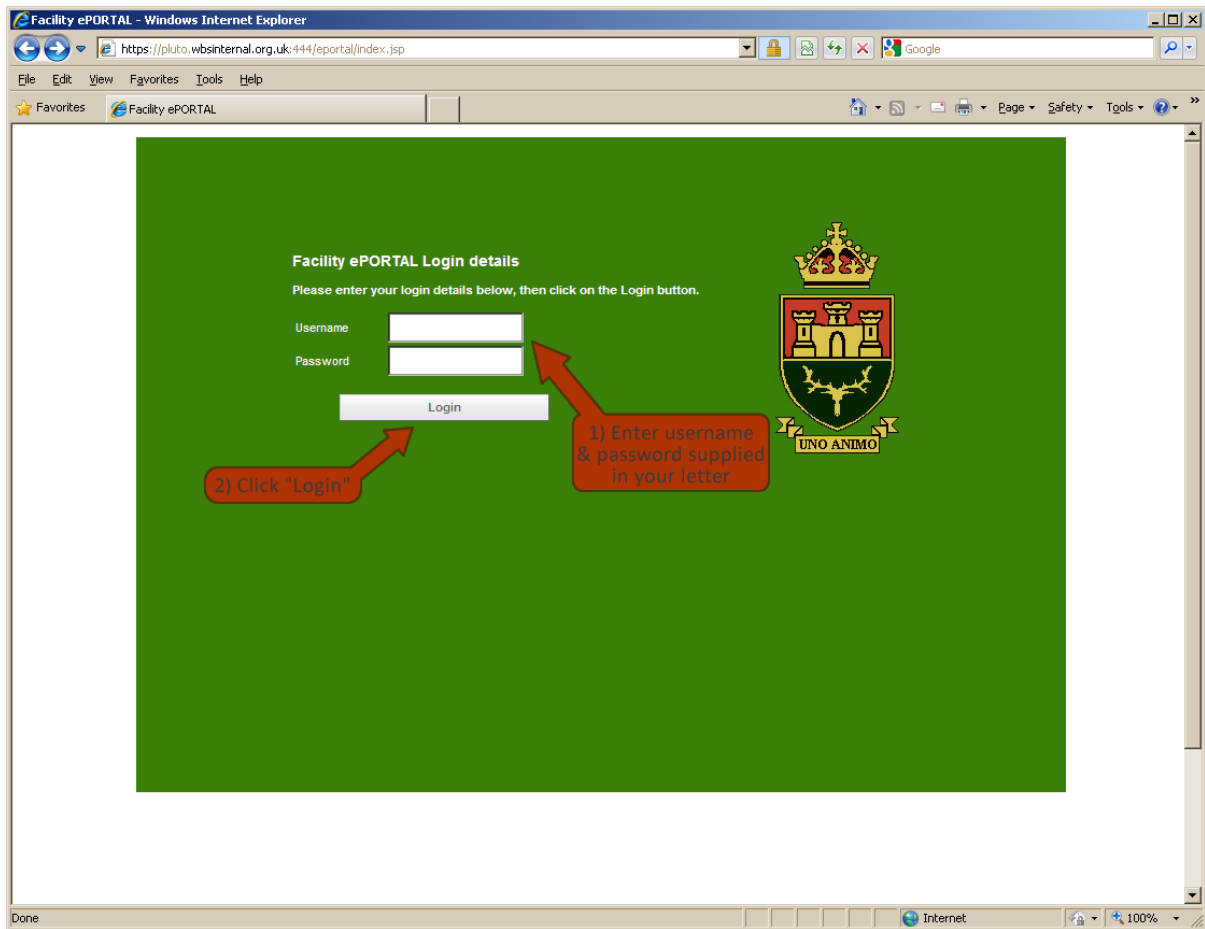 Facility ePORTAL - Windows Internet Explorer
https://pluto.wbsinternal.org.uk:444/eportal/index.jsp
Google
File Edit View Favorites Tools Help
Favorites Facility ePORTAL Page Safety Tools »
Facility ePORTAL Login details
Please enter your login details below, then click on the Login button.
Username
Password
Login
1) Enter username
& password supplied
in your letter
2) Click "Login"
UNO ANIMO
Done Internet 100%